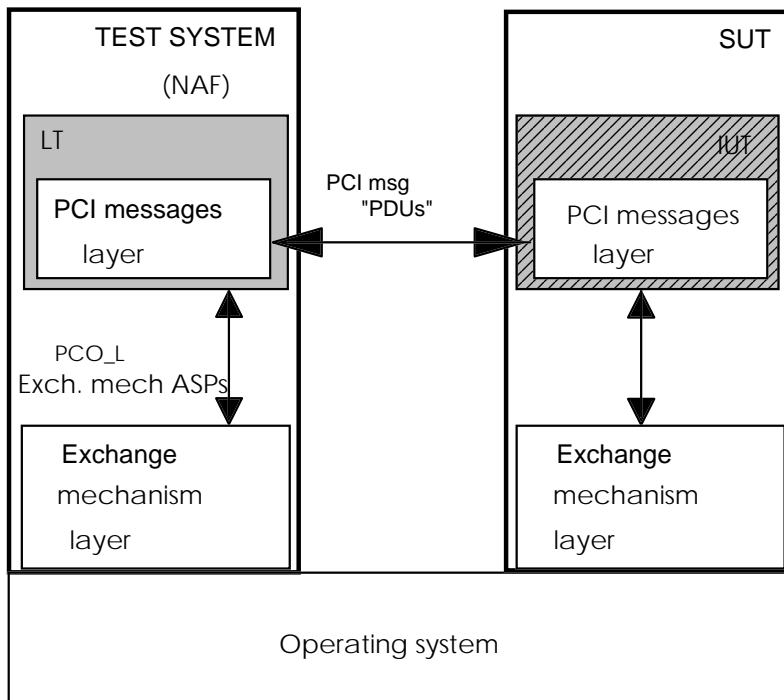 TEST SYSTEM
(NAF)
LT
PCI messages
layer
PCI msg
"PDUs"
PCO_L
Exch. mech ASPs
Exchange
mechanism
layer
SUT
IUT
PCI messages
layer
Exchange
mechanism
layer
Operating system